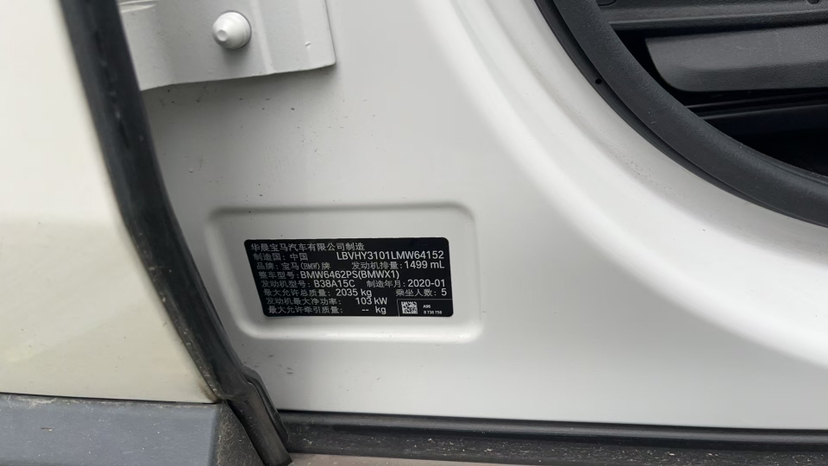 华晨宝马汽车有限公司制造
制造国: 中国 LBVHY3101LMW64152
品牌: 宝马(BMW)牌 发动机排量: 1499 mL
整车型号: BMW6462PS(BMWX1)
发动机型号: B38A15C 制造年月: 2020-01
最大允许总质量: 2035 kg 乘坐人数: 5
发动机最大净功率: 103 kW
最大允许牵引质量: -- kg